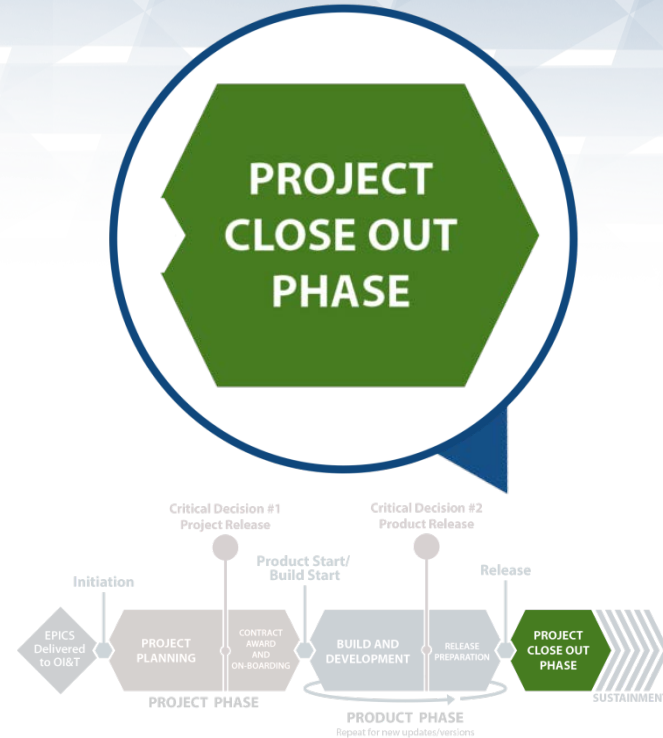 PROJECT
CLOSE OUT
PHASE
Critical Decision #1
Project Release
Critical Decision #2
Product Release
Initiation
Product Start/
Build Start
Release
EPICS
Delivered
to OI&T
PROJECT
PLANNING
CONTRACT
AWARD
AND
ON-BOARDING
BUILD AND
DEVELOPMENT
RELEASE
PREPARATION
PROJECT
CLOSE OUT
PHASE
SUSTAINMENT
PROJECT PHASE
PRODUCT PHASE
Repeat for new updates/versions